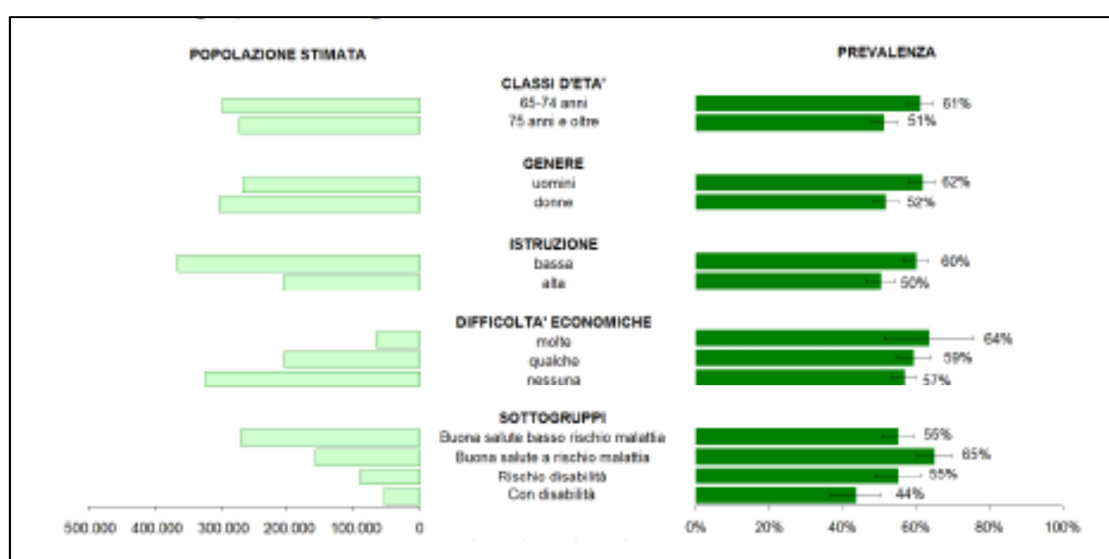 POPOLAZIONE STIMATA
PREVALENZA
CLASSI D'ETA'
65-74 anni 61%
75 anni e oltre 51%
GENERE
uomini 62%
donne 52%
ISTRUZIONE
bassa 60%
alta 50%
DIFFICOLTA' ECONOMICHE
molte 64%
qualche 59%
nessuna 57%
SOTTOGRUPPI
Buona salute basso rischio malattia 55%
Buona salute a rischio malattia 65%
Rischio disabilità 55%
Con disabilità 44%
500.000 400.000 300.000 200.000 100.000 0 0% 20% 40% 60% 80% 100%